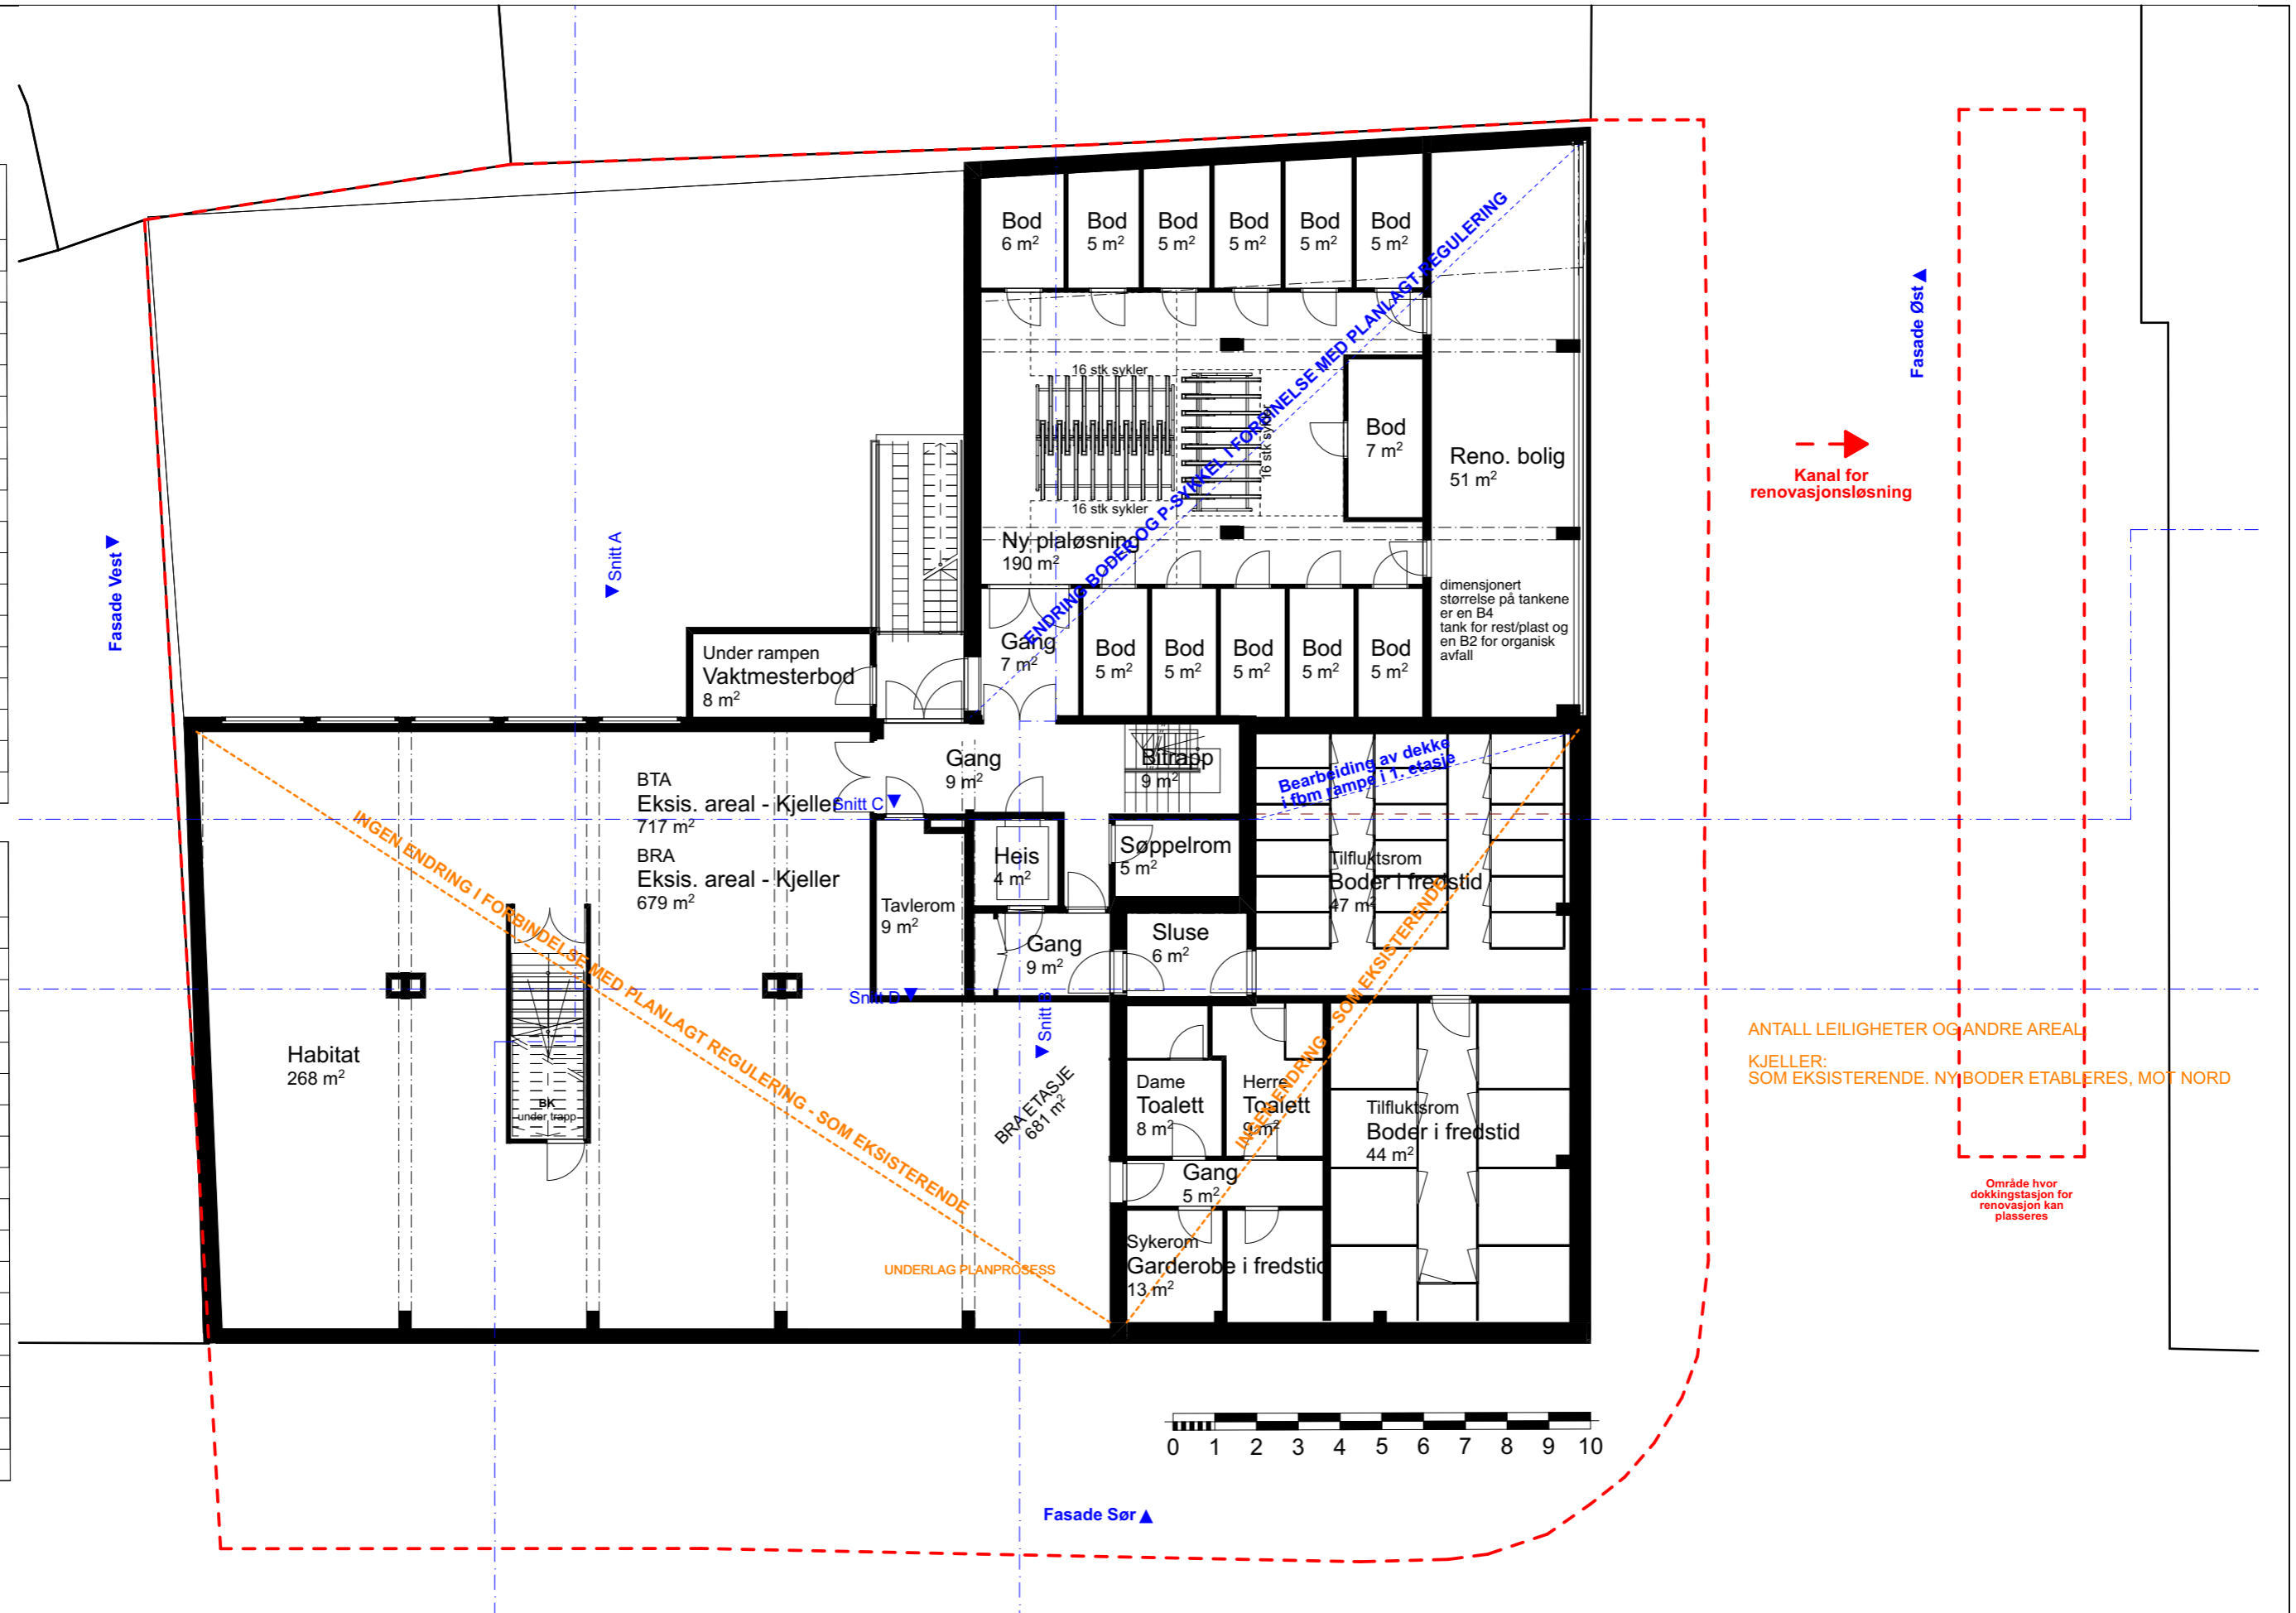 Bod
6 m²
Bod
5 m²
Bod
5 m²
Bod
5 m²
Bod
5 m²
Bod
5 m²
ENDRING BODER OG P-SYKKEL I FORBINELSE MED PLANLAGT REGULERING
Fasade Øst
16 stk sykler
16 stk sykler
16 stk sykler
Bod
7 m²
Reno. bolig
51 m²
Kanal for
renovasjonsløsning
Fasade Vest
Snitt A
Ny plaløsning
190 m²
dimensjonert
størrelse på tankene
er en B4
tank for rest/plast og
en B2 for organisk
avfall
Under rampen
Vaktmesterbod
8 m²
Gang
7 m²
Bod
5 m²
Bod
5 m²
Bod
5 m²
Bod
5 m²
Bod
5 m²
Gang
9 m²
Bitrapp
9 m²
Bearbeiding av dekke
i fbm rampe i 1. etasje
BTA
Eksis. areal - Kjeller
717 m²
BRA
Eksis. areal - Kjeller
679 m²
Snitt C
INGEN ENDRING I FORBINDELSE MED PLANLAGT REGULERING - SOM EKSISTERENDE
Heis
4 m²
Søppelrom
5 m²
Tilfluktsrom
Boder i fredstid
47 m²
Tavlerom
9 m²
Gang
9 m²
Sluse
6 m²
Snitt D
Snitt B
INGEN ENDRING - SOM EKSISTERENDE
Habitat
268 m²
BK
under trapp
BRA ETASJE
681 m²
Dame
Toalett
8 m²
Herre
Toalett
9 m²
Tilfluktsrom
Boder i fredstid
44 m²
ANTALL LEILIGHETER OG ANDRE AREAL
KJELLER:
SOM EKSISTERENDE. NY BODER ETABLERES, MOT NORD
Gang
5 m²
Sykerom
Garderobe i fredstid
13 m²
UNDERLAG PLANPROSESS
Område hvor
dokkingstasjon for
renovasjon kan
plasseres
0 1 2 3 4 5 6 7 8 9 10
Fasade Sør